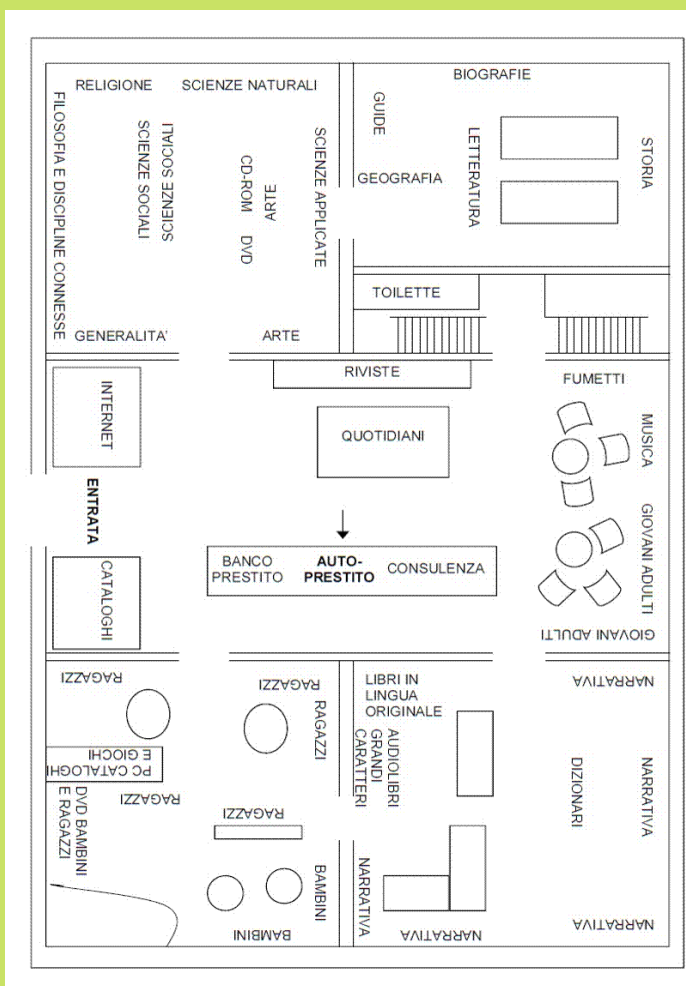 RELIGIONE
SCIENZE NATURALI
FILOSOFIA E DISCIPLINE CONNESSE
SCIENZE SOCIALI
SCIENZE SOCIALI
ARTE
CD-ROM DVD
SCIENZE APPLICATE
GENERALITA'
ARTE
BIOGRAFIE
GUIDE
GEOGRAFIA
LETTERATURA
STORIA
TOILETTE
INTERNET
ENTRATA
CATALOGHI
RIVISTE
QUOTIDIANI
BANCO
PRESTITO
AUTO-
PRESTITO
CONSULENZA
FUMETTI
MUSICA
GIOVANI ADULTI
GIOVANI ADULTI
RAGAZZI
RAGAZZI
RAGAZZI
PC CATALOGHI
E GIOCHI
RAGAZZI
DVD BAMBINI
E RAGAZZI
RAGAZZI
BAMBINI
BAMBINI
LIBRI IN
LINGUA
ORIGINALE
AUDIOLIBRI
GRANDI
CARATTERI
NARRATIVA
NARRATIVA
NARRATIVA
DIZIONARI
NARRATIVA
NARRATIVA